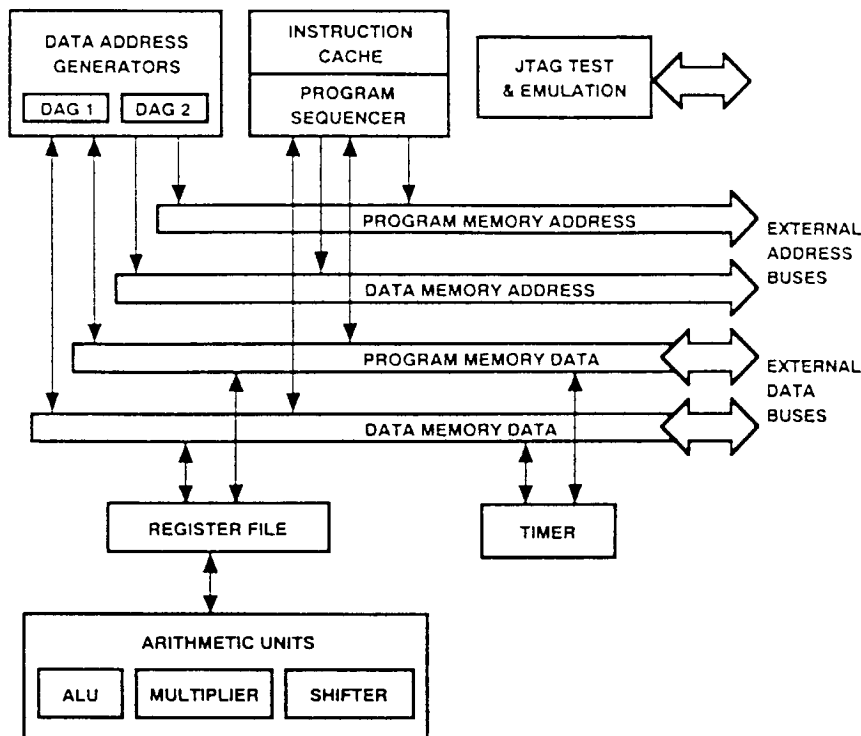 DATA ADDRESS
GENERATORS
DAG 1
DAG 2
INSTRUCTION
CACHE
PROGRAM
SEQUENCER
JTAG TEST
& EMULATION
PROGRAM MEMORY ADDRESS
DATA MEMORY ADDRESS
EXTERNAL
ADDRESS
BUSES
PROGRAM MEMORY DATA
DATA MEMORY DATA
EXTERNAL
DATA
BUSES
REGISTER FILE
TIMER
ARITHMETIC UNITS
ALU
MULTIPLIER
SHIFTER